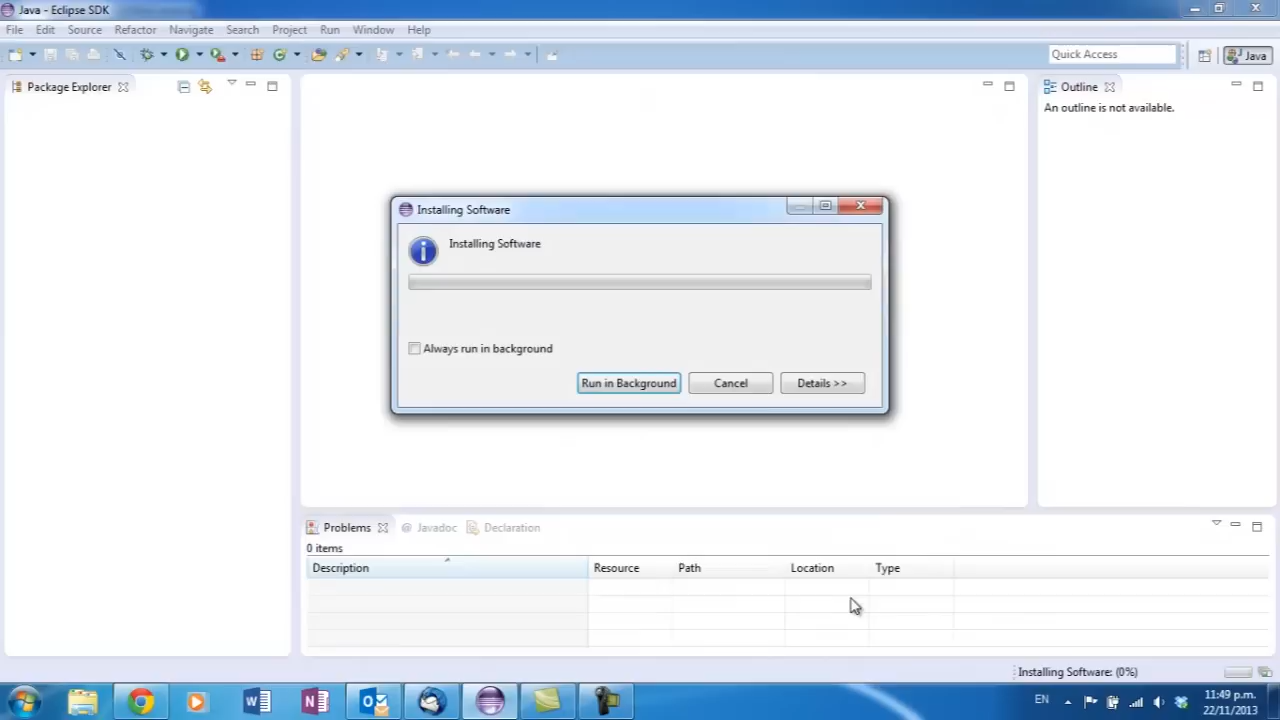 Java - Eclipse SDK
File Edit Source Refactor Navigate Search Project Run Window Help
Quick Access
Java
Package Explorer
Outline
An outline is not available.
Installing Software
Installing Software
Always run in background
Run in Background Cancel Details >>
Problems @ Javadoc Declaration
0 items
Description Resource Path Location Type
Installing Software: (0%)
EN
11:49 p.m.
22/11/2013